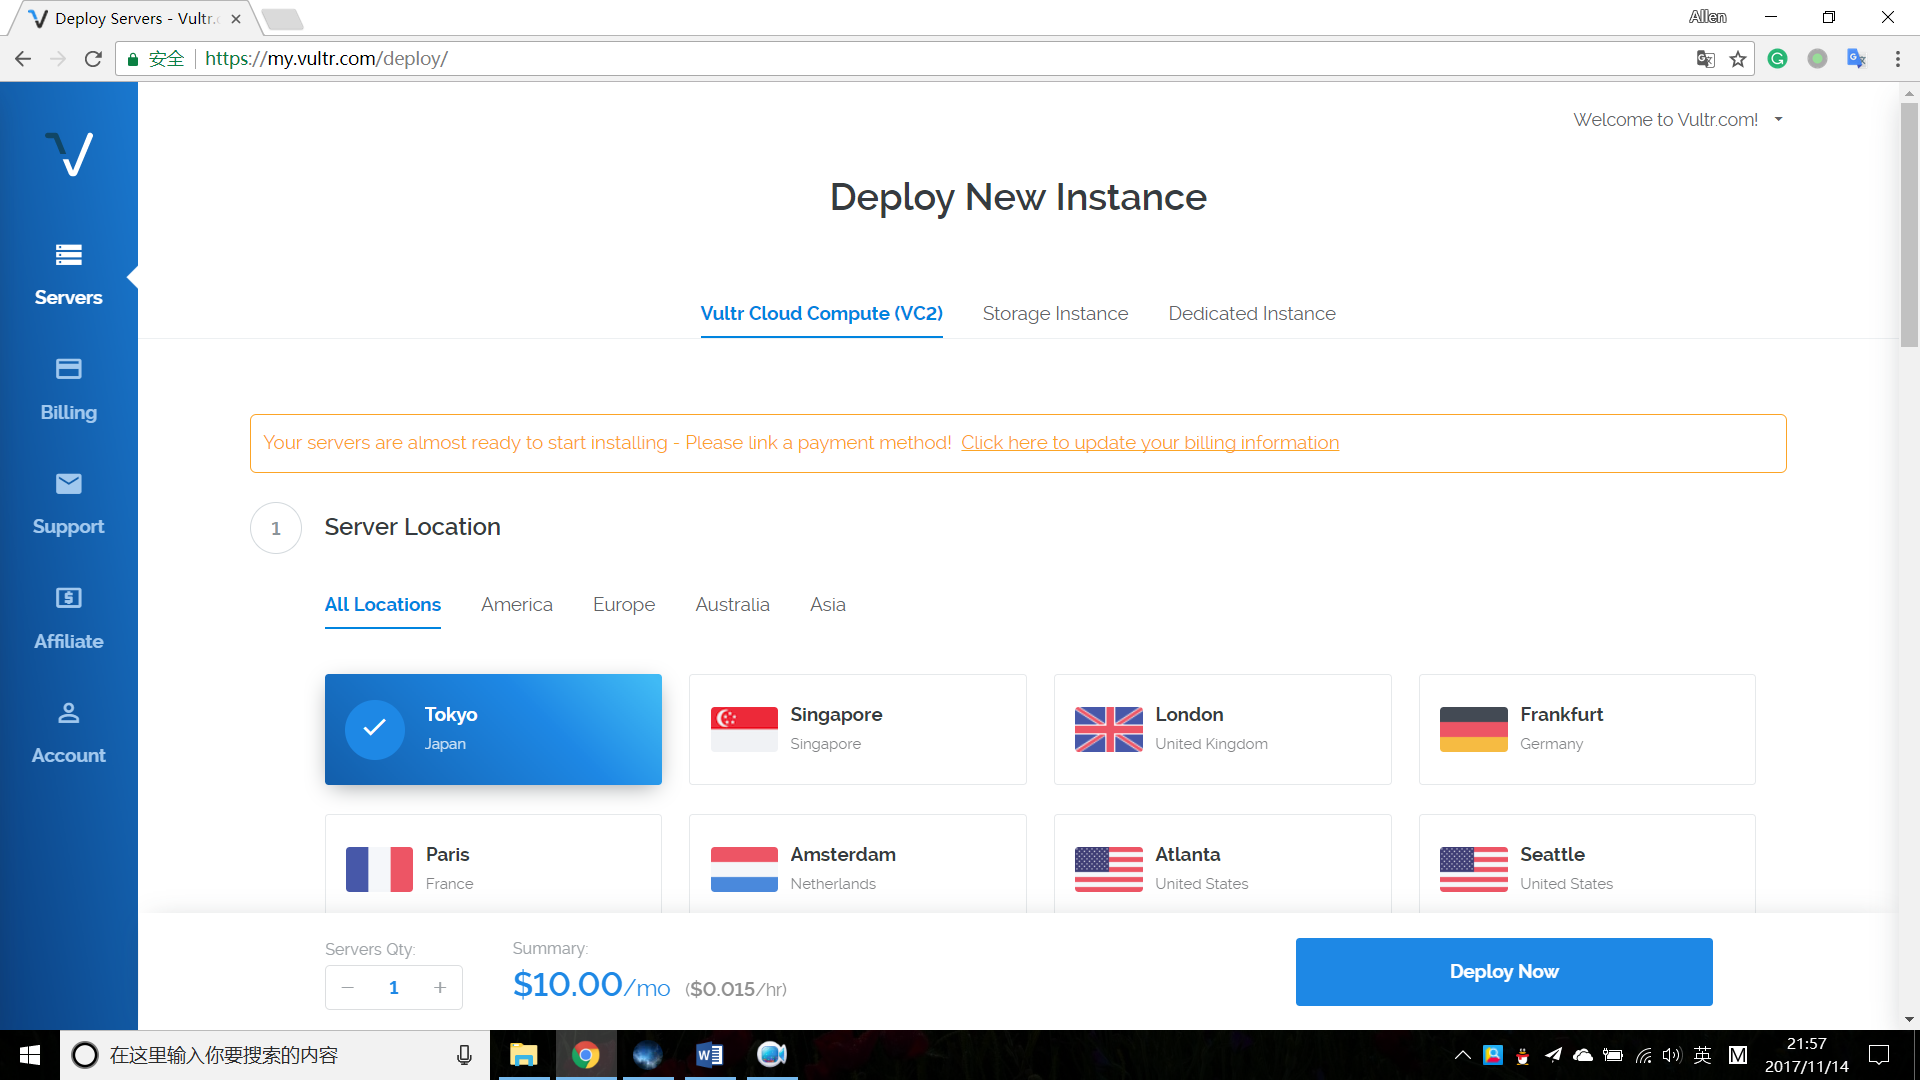 Deploy Servers - Vultr.c
Allen
安全
https://my.vultr.com/deploy/
Welcome to Vultr.com!
Deploy New Instance
Servers
Billing
Support
Affiliate
Account
Vultr Cloud Compute (VC2) Storage Instance Dedicated Instance
Your servers are almost ready to start installing - Please link a payment method! Click here to update your billing information
1 Server Location
All Locations America Europe Australia Asia
Tokyo
Japan
Singapore
Singapore
London
United Kingdom
Frankfurt
Germany
Paris
France
Amsterdam
Netherlands
Atlanta
United States
Seattle
United States
Servers Qty:
− 1 +
Summary:
$10.00/mo ($0.015/hr)
Deploy Now
在这里输入你要搜索的内容
英
M
21:57
2017/11/14